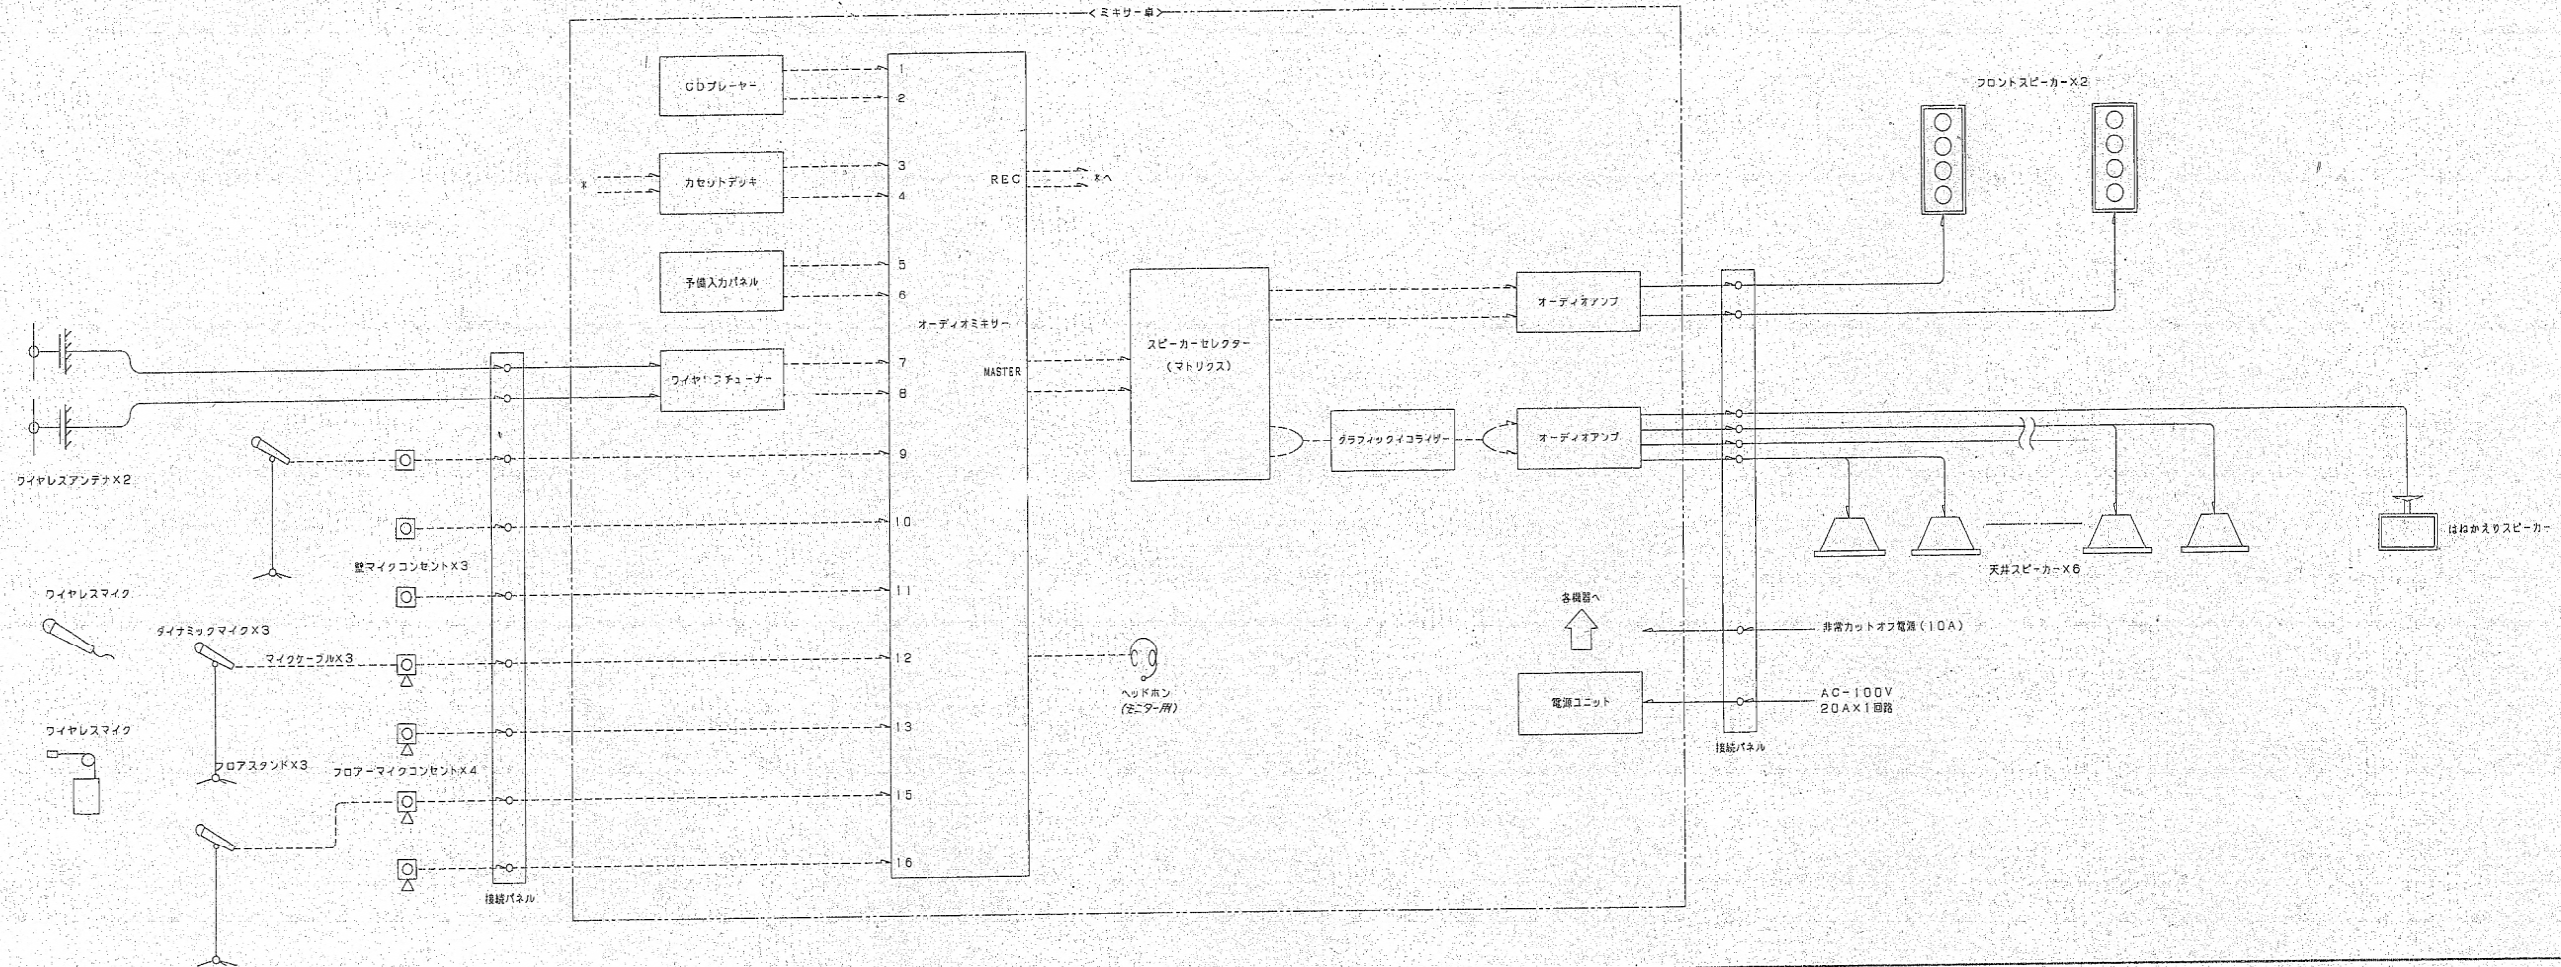 <ミキサー卓>
CDプレーヤー
1
2
カセットデッキ
*
3
4
REC
*へ
予備入力パネル
5
6
オーディオミキサー
7
8
MASTER
9
10
11
12
13
15
16
スピーカーセレクター
(マトリクス)
グラフィックイコライザー
オーディオアンプ
オーディオアンプ
フロントスピーカーX2
はねかえりスピーカー
天井スピーカーX6
各機器へ
非常カットオフ電源(10A)
電源ユニット
AC-100V
20AX1回路
接続パネル
ヘッドホン
(モニター用)
ワイヤレスアンテナX2
壁マイクコンセントX3
ワイヤレスマイク
ダイナミックマイクX3
マイクケーブルX3
ワイヤレスマイク
フロアスタンドX3
フロアーマイクコンセントX4
接続パネル